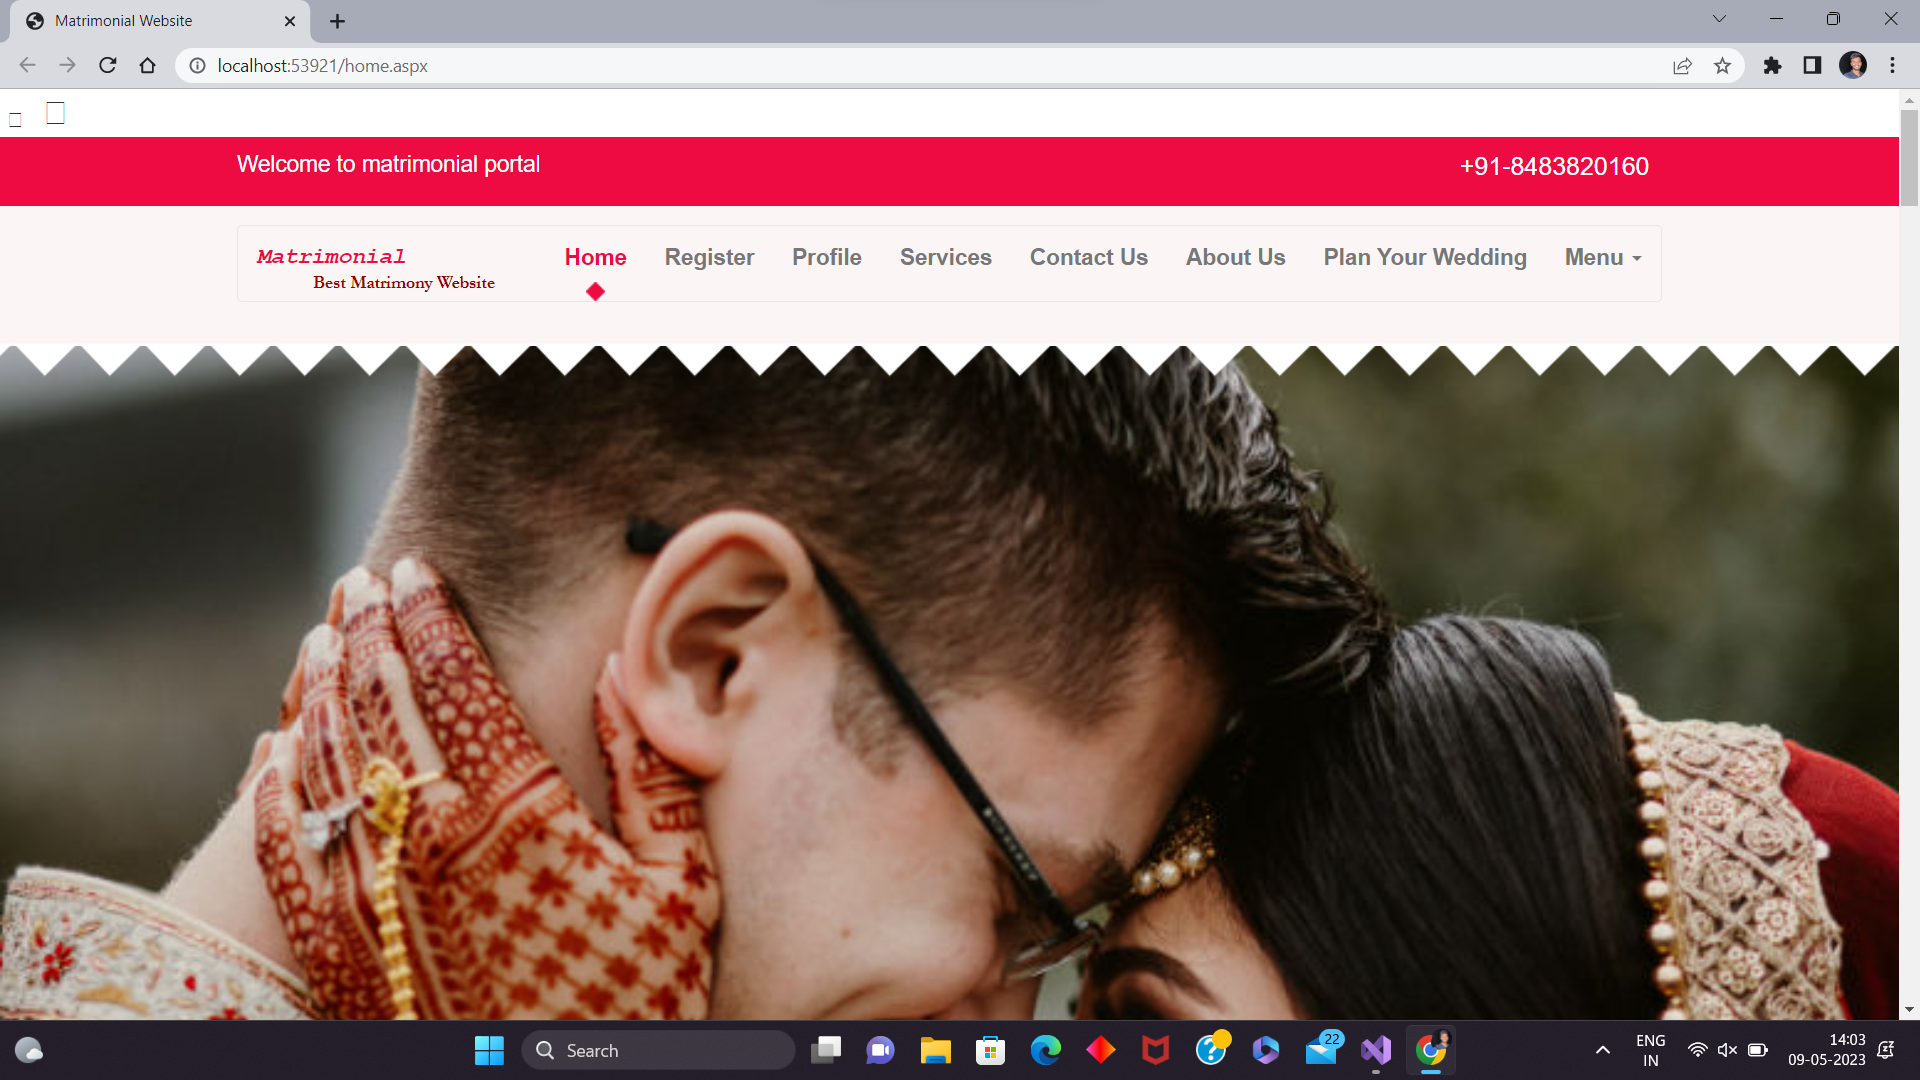 Matrimonial Website
localhost:53921/home.aspx
Welcome to matrimonial portal
+91-8483820160
Matrimonial
Best Matrimony Website
Home
Register
Profile
Services
Contact Us
About Us
Plan Your Wedding
Menu
Search
22
ENG
IN
14:03
09-05-2023